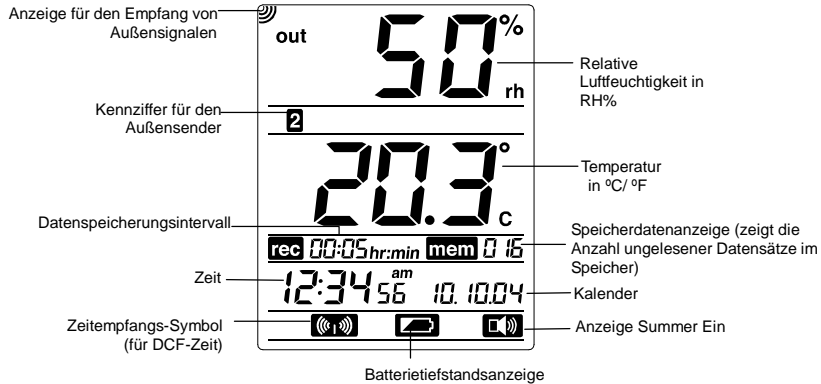 Anzeige für den Empfang von
Außensignalen
out
50%
rh
Relative
Luftfeuchtigkeit in
RH%
Kennziffer für den
Außensender
2
20.3°
C
Temperatur
in ºC/ ºF
Datenspeicherungsintervall
rec 00:05 hr:min mem 0 16
Speicherdatenanzeige (zeigt die
Anzahl ungelesener Datensätze im
Speicher)
Zeit
12:34 56 am 10. 10.04
Kalender
Zeitempfangs-Symbol
(für DCF-Zeit)
Anzeige Summer Ein
Batterietiefstandsanzeige